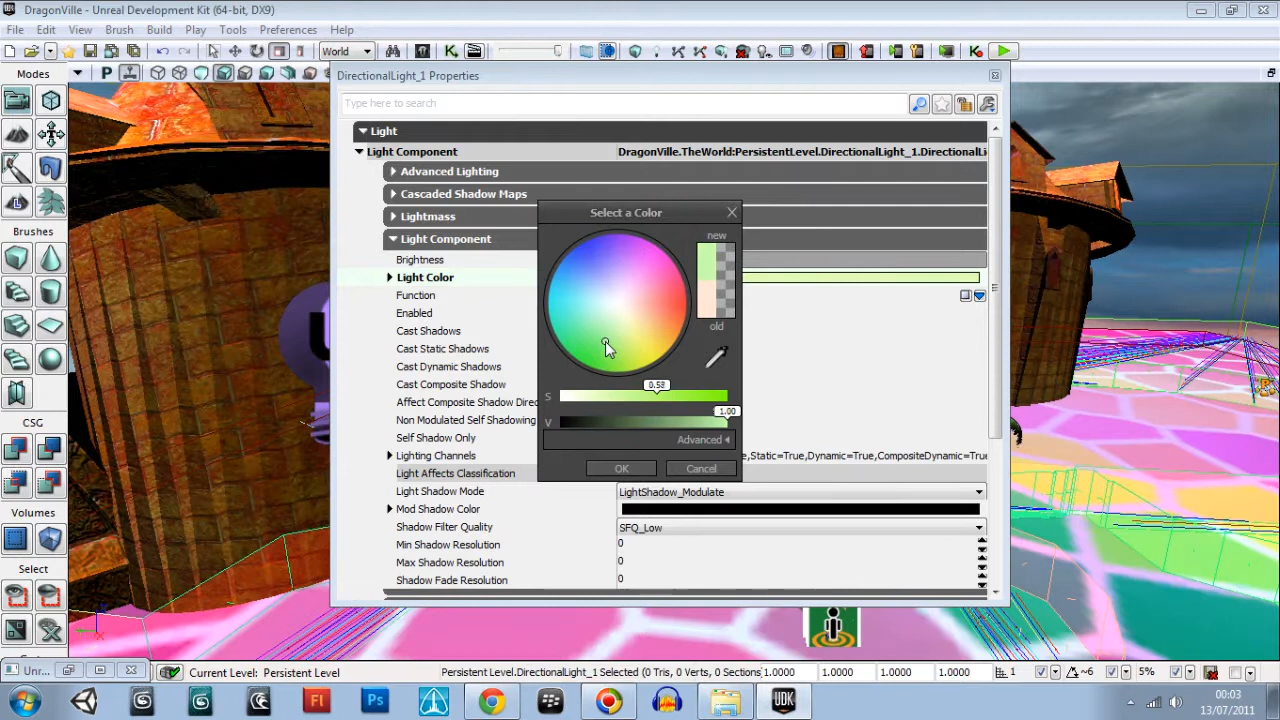 DragonVille - Unreal Development Kit (64-bit, DX9)
File Edit View Brush Build Play Tools Preferences Help
World
Modes
DirectionalLight_1 Properties
Type here to search
Light
Light Component
DragonVille.TheWorld:PersistentLevel.DirectionalLight_1.DirectionalLi
Advanced Lighting
Cascaded Shadow Maps
Lightmass
Light Component
Brightness
Light Color
Function
Enabled
Cast Shadows
Cast Static Shadows
Cast Dynamic Shadows
Cast Composite Shadow
Affect Composite Shadow Direc
Non Modulated Self Shadowing
Self Shadow Only
Lighting Channels
e,Static=True,Dynamic=True,CompositeDynamic=True
Light Affects Classification
Light Shadow Mode
LightShadow_Modulate
Mod Shadow Color
Shadow Filter Quality
SFQ_Low
Min Shadow Resolution
0
Max Shadow Resolution
0
Shadow Fade Resolution
0
Select a Color
new
old
0.58
S
1.00
V
Advanced
OK
Cancel
Brushes
CSG
Volumes
Select
Unr...
Current Level: Persistent Level
Persistent Level.DirectionalLight_1 Selected (0 Tris, 0 Verts, 0 Sections)
1.0000
1.0000
1.0000
1
~6
5%
Fl
Ps
UDK
00:03
13/07/2011